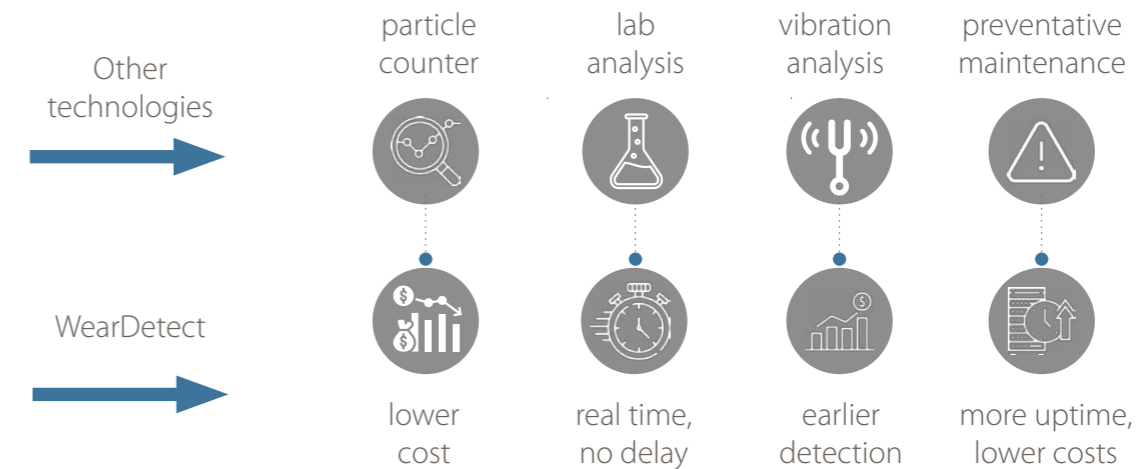 Other
technologies
particle
counter
lab
analysis
vibration
analysis
preventative
maintenance
WearDetect
lower
cost
real time,
no delay
earlier
detection
more uptime,
lower costs